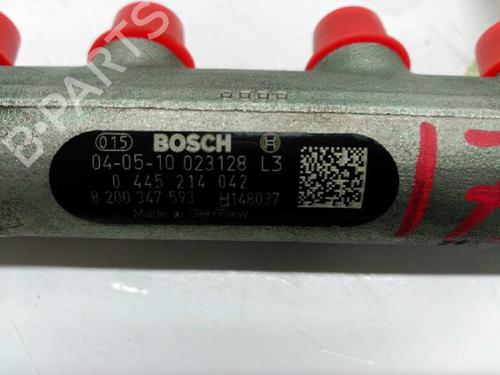 015 BOSCH
04-05-10 023128 L3
0 445 214 042
8 200 347 593 H148037
Made in Germany
B-PARTS